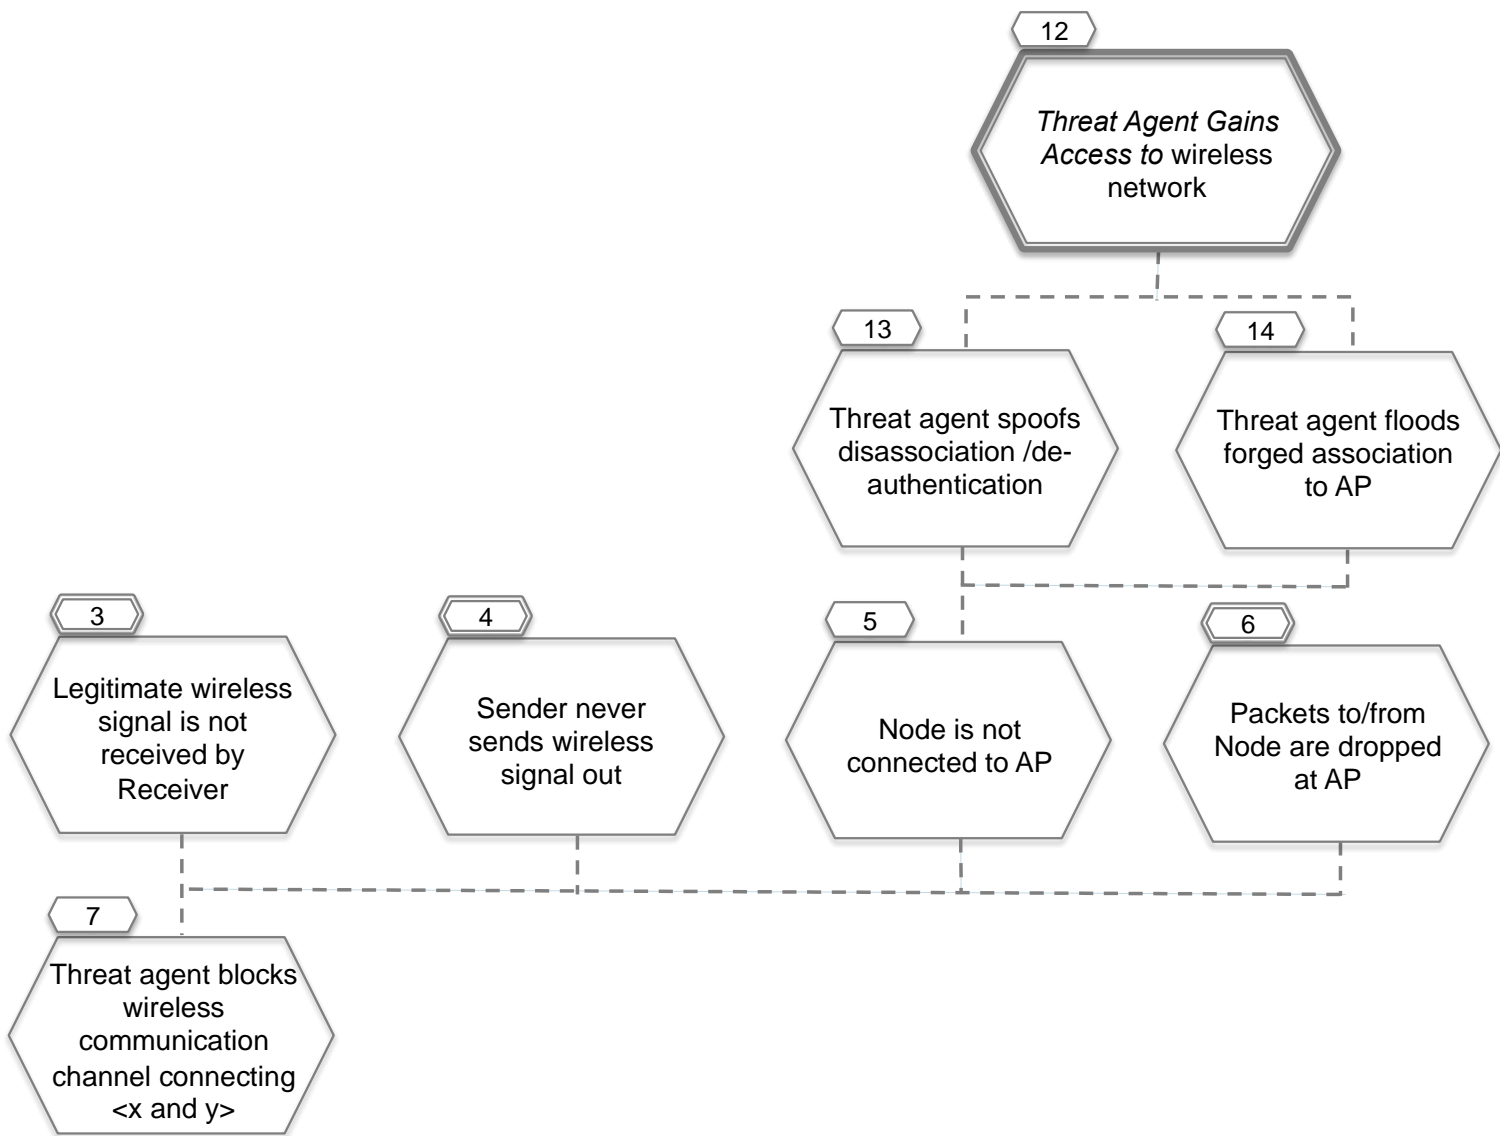 12
Threat Agent Gains
Access to wireless
network
13
Threat agent spoofs
disassociation /de-
authentication
14
Threat agent floods
forged association
to AP
3
Legitimate wireless
signal is not
received by
Receiver
4
Sender never
sends wireless
signal out
5
Node is not
connected to AP
6
Packets to/from
Node are dropped
at AP
7
Threat agent blocks
wireless
communication
channel connecting
<x and y>